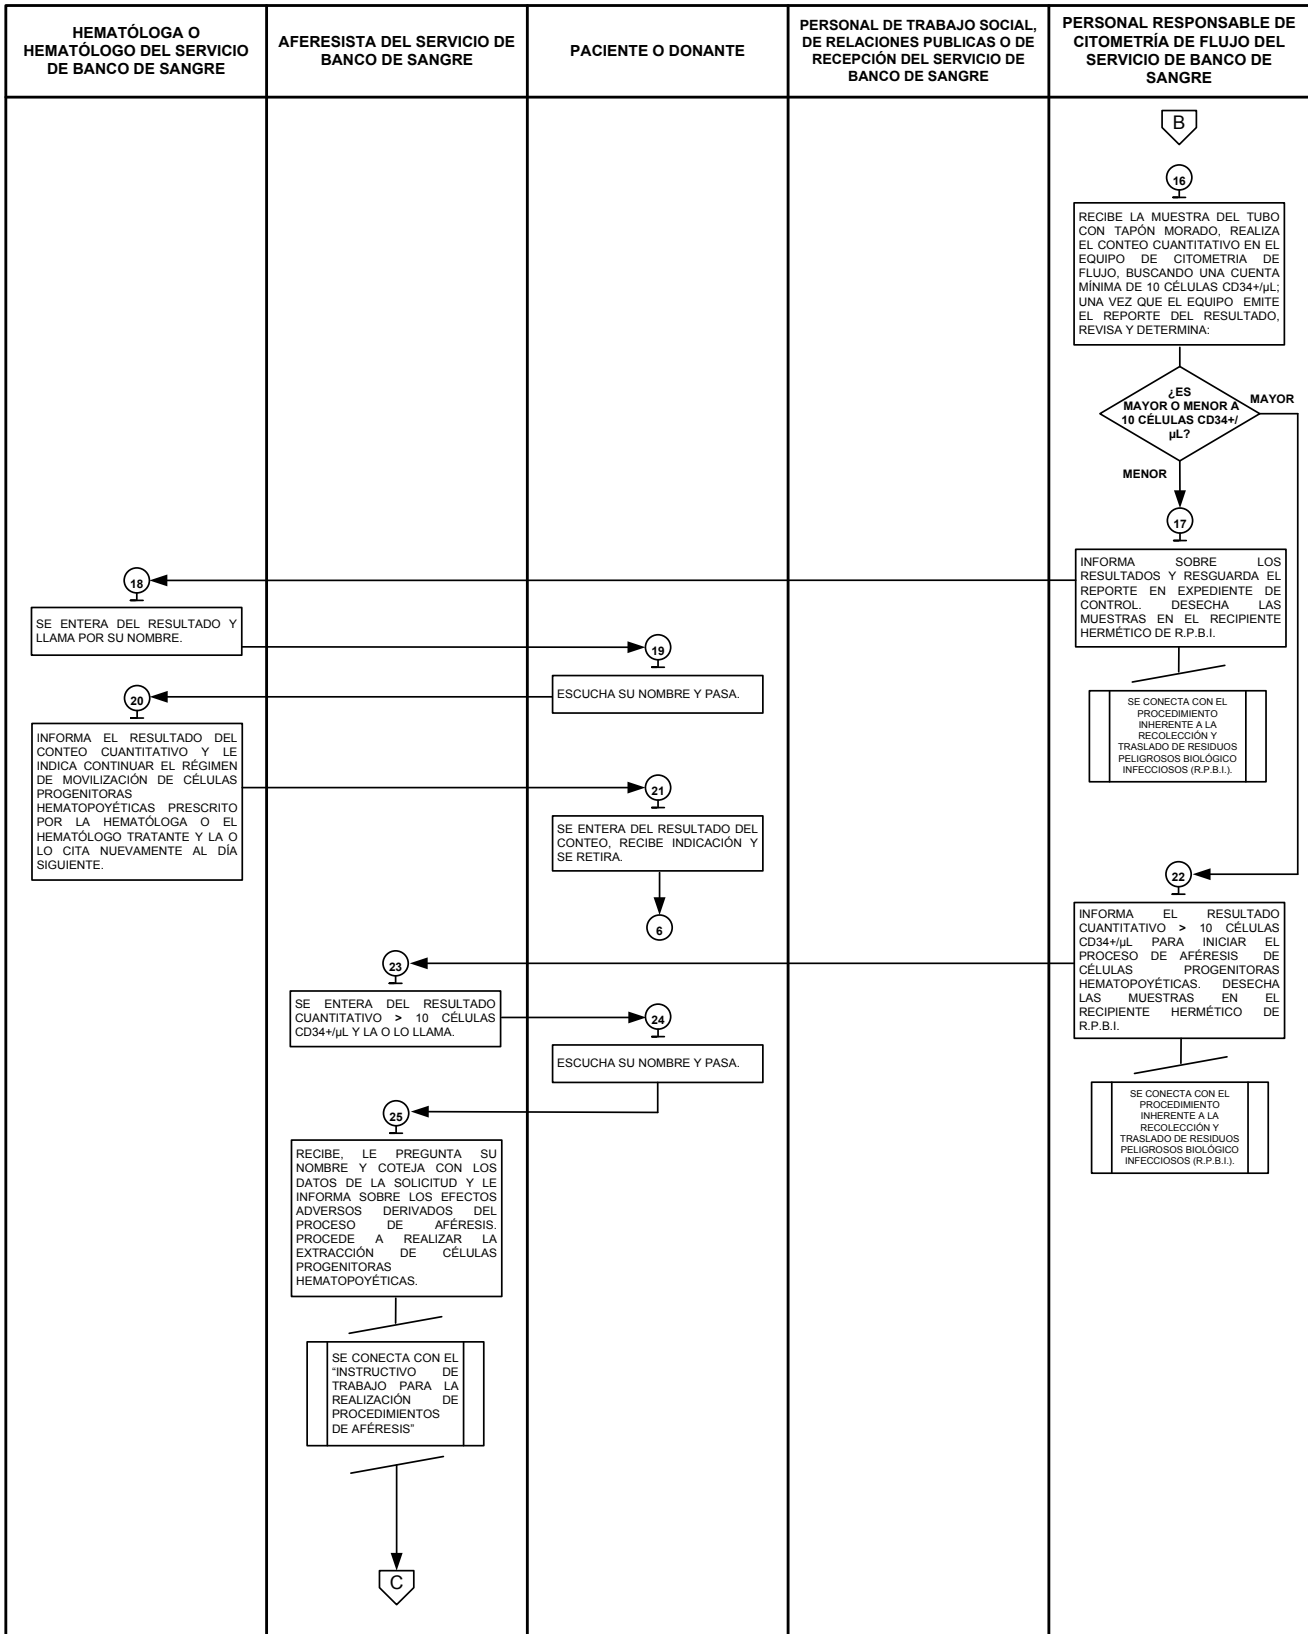 HEMATÓLOGA O
HEMATÓLOGO DEL SERVICIO
DE BANCO DE SANGRE
AFERESISTA DEL SERVICIO DE
BANCO DE SANGRE
PACIENTE O DONANTE
PERSONAL DE TRABAJO SOCIAL,
DE RELACIONES PUBLICAS O DE
RECEPCIÓN DEL SERVICIO DE
BANCO DE SANGRE
PERSONAL RESPONSABLE DE
CITOMETRÍA DE FLUJO DEL
SERVICIO DE BANCO DE
SANGRE
B
16
RECIBE LA MUESTRA DEL TUBO
CON TAPÓN MORADO, REALIZA
EL CONTEO CUANTITATIVO EN EL
EQUIPO DE CITOMETRIA DE
FLUJO, BUSCANDO UNA CUENTA
MÍNIMA DE 10 CÉLULAS CD34+/µL;
UNA VEZ QUE EL EQUIPO EMITE
EL REPORTE DEL RESULTADO,
REVISA Y DETERMINA:
¿ES
MAYOR O MENOR A
10 CÉLULAS CD34+/
µL?
MAYOR
MENOR
17
INFORMA SOBRE LOS
RESULTADOS Y RESGUARDA EL
REPORTE EN EXPEDIENTE DE
CONTROL. DESECHA LAS
MUESTRAS EN EL RECIPIENTE
HERMÉTICO DE R.P.B.I.
SE CONECTA CON EL
PROCEDIMIENTO
INHERENTE A LA
RECOLECCIÓN Y
TRASLADO DE RESIDUOS
PELIGROSOS BIOLÓGICO
INFECCIOSOS (R.P.B.I.).
18
SE ENTERA DEL RESULTADO Y
LLAMA POR SU NOMBRE.
19
ESCUCHA SU NOMBRE Y PASA.
20
INFORMA EL RESULTADO DEL
CONTEO CUANTITATIVO Y LE
INDICA CONTINUAR EL RÉGIMEN
DE MOVILIZACIÓN DE CÉLULAS
PROGENITORAS
HEMATOPOYÉTICAS PRESCRITO
POR LA HEMATÓLOGA O EL
HEMATÓLOGO TRATANTE Y LA O
LO CITA NUEVAMENTE AL DÍA
SIGUIENTE.
21
SE ENTERA DEL RESULTADO DEL
CONTEO, RECIBE INDICACIÓN Y
SE RETIRA.
6
22
INFORMA EL RESULTADO
CUANTITATIVO > 10 CÉLULAS
CD34+/µL PARA INICIAR EL
PROCESO DE AFÉRESIS DE
CÉLULAS PROGENITORAS
HEMATOPOYÉTICAS. DESECHA
LAS MUESTRAS EN EL
RECIPIENTE HERMÉTICO DE
R.P.B.I.
SE CONECTA CON EL
PROCEDIMIENTO
INHERENTE A LA
RECOLECCIÓN Y
TRASLADO DE RESIDUOS
PELIGROSOS BIOLÓGICO
INFECCIOSOS (R.P.B.I.).
23
SE ENTERA DEL RESULTADO
CUANTITATIVO > 10 CÉLULAS
CD34+/µL Y LA O LO LLAMA.
24
ESCUCHA SU NOMBRE Y PASA.
25
RECIBE, LE PREGUNTA SU
NOMBRE Y COTEJA CON LOS
DATOS DE LA SOLICITUD Y LE
INFORMA SOBRE LOS EFECTOS
ADVERSOS DERIVADOS DEL
PROCESO DE AFÉRESIS.
PROCEDE A REALIZAR LA
EXTRACCIÓN DE CÉLULAS
PROGENITORAS
HEMATOPOYÉTICAS.
SE CONECTA CON EL
“INSTRUCTIVO DE
TRABAJO PARA LA
REALIZACIÓN DE
PROCEDIMIENTOS
DE AFÉRESIS”
C